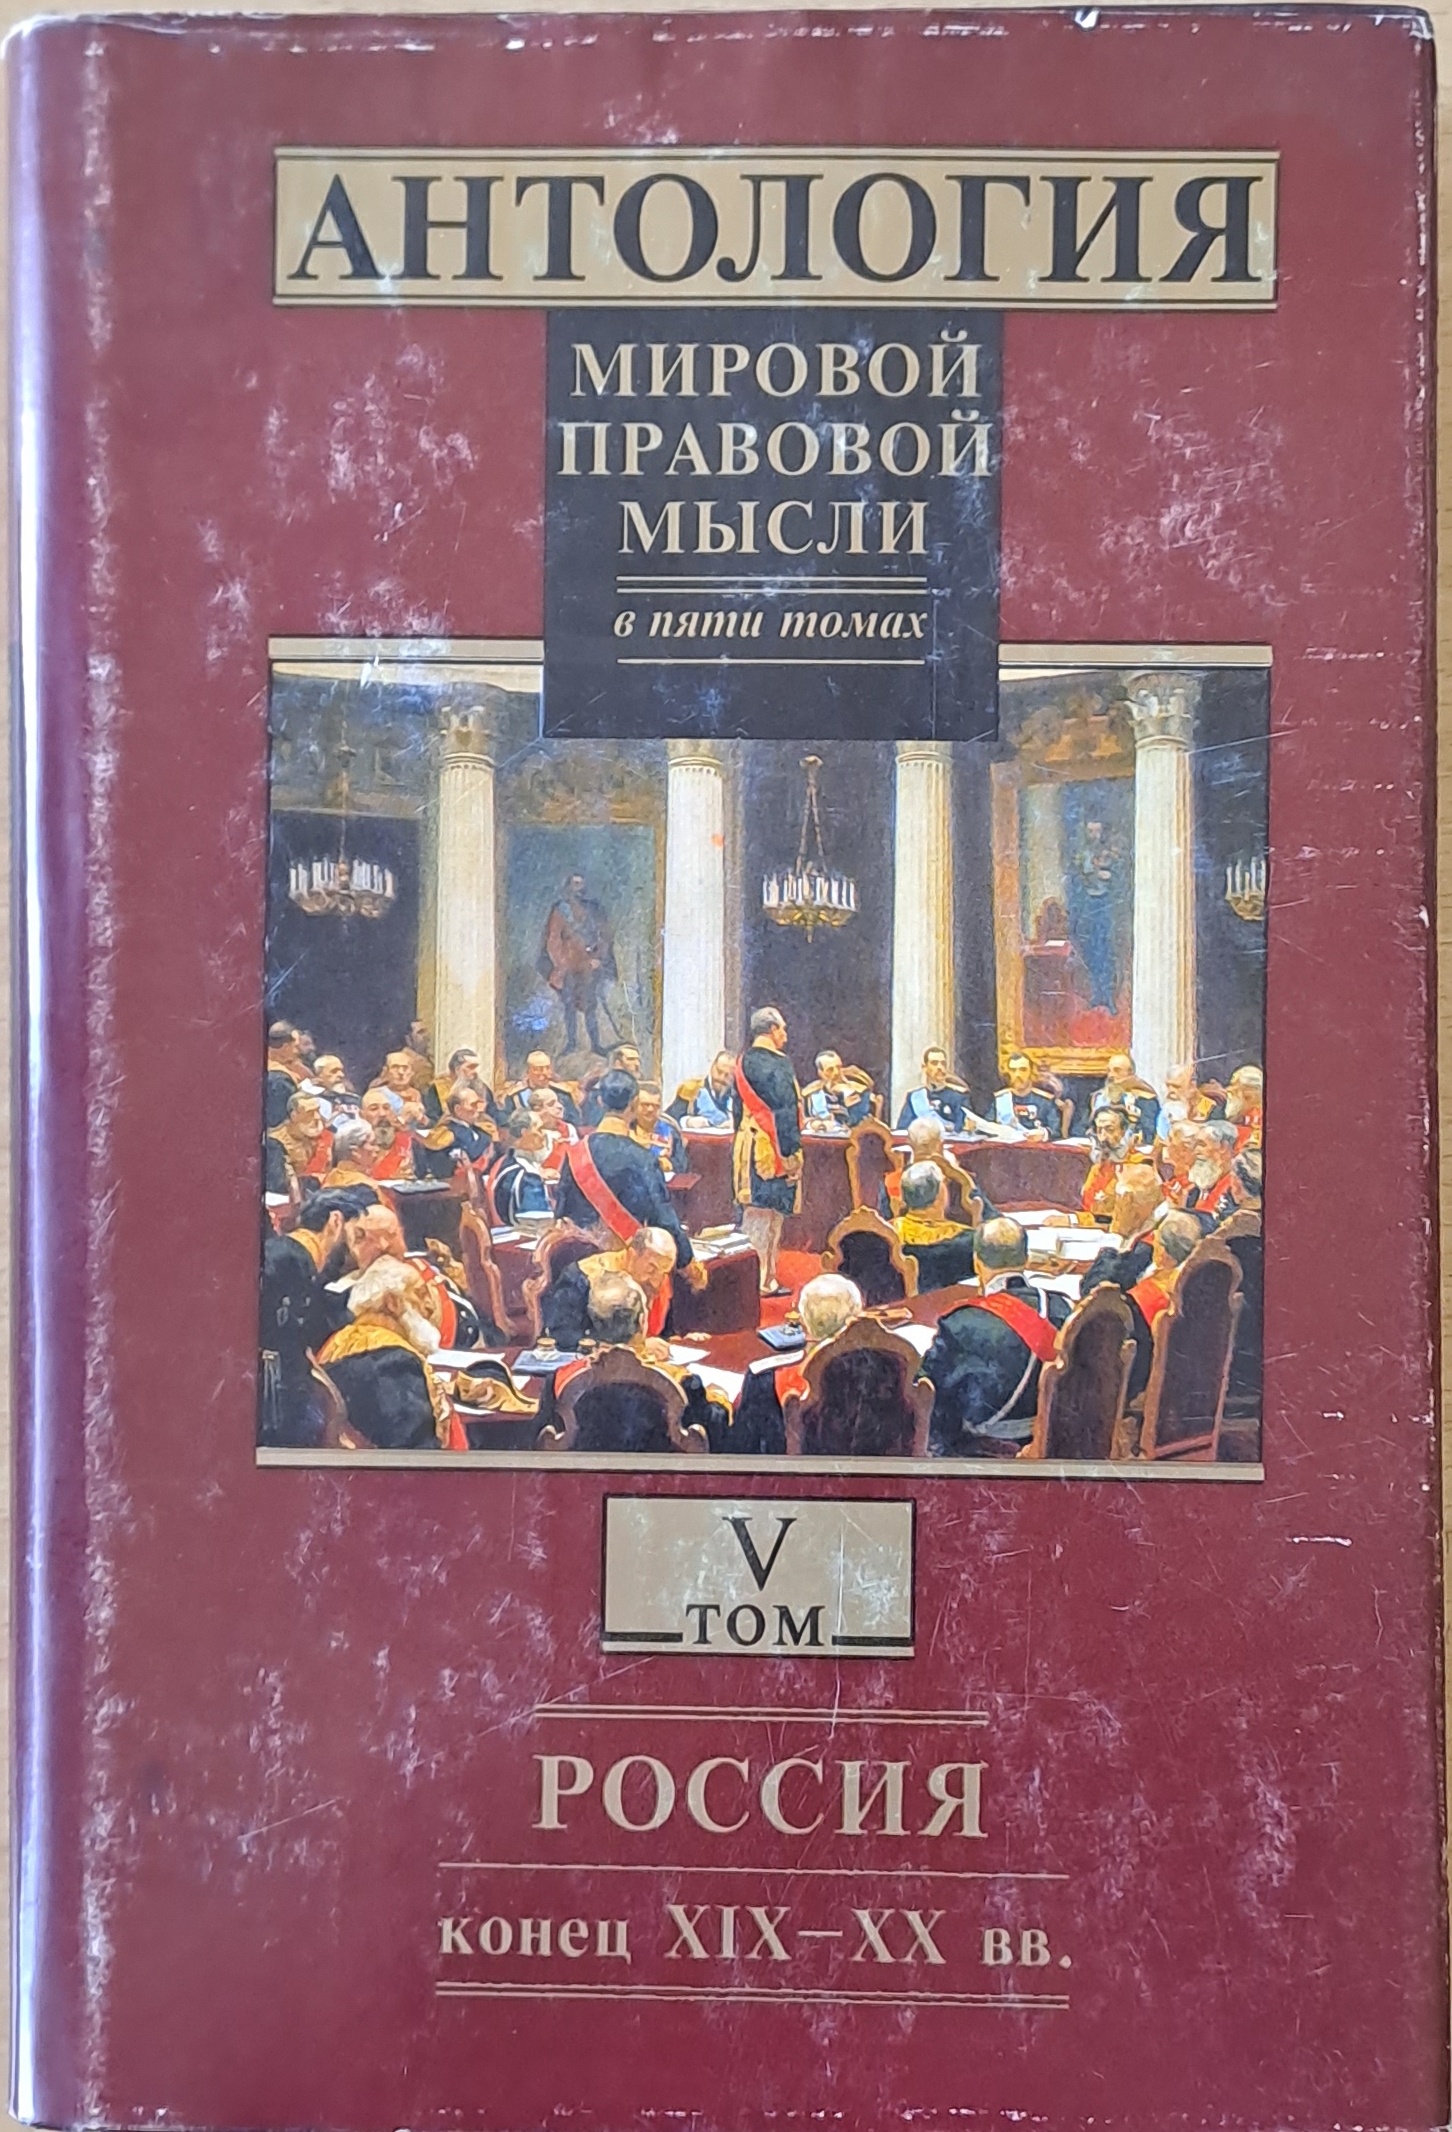 АНТОЛОГИЯ
МИРОВОЙ
ПРАВОВОЙ
МЫСЛИ
в пяти томах
V
ТОМ
РОССИЯ
конец XIX–XX вв.